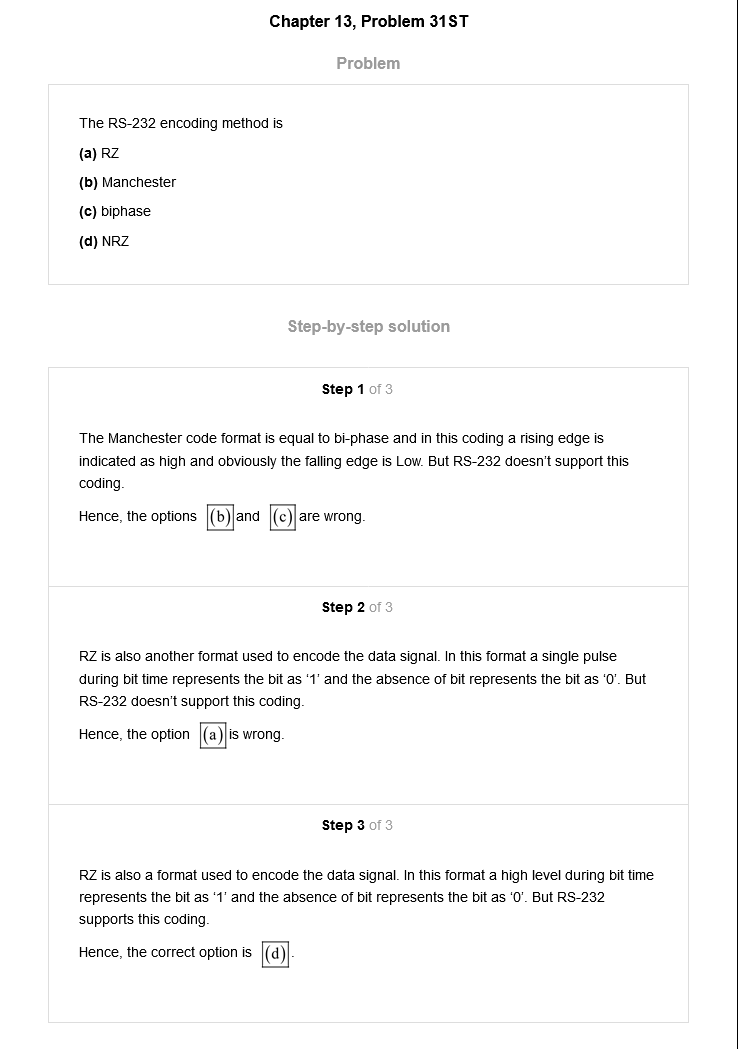 Chapter 13, Problem 31ST
Problem
The RS-232 encoding method is
(a) RZ
(b) Manchester
(c) biphase
(d) NRZ
Step-by-step solution
Step 1 of 3
The Manchester code format is equal to bi-phase and in this coding a rising edge is
indicated as high and obviously the falling edge is Low. But RS-232 doesn’t support this
coding.
Hence, the options (b) and (c) are wrong.
Step 2 of 3
RZ is also another format used to encode the data signal. In this format a single pulse
during bit time represents the bit as ‘1’ and the absence of bit represents the bit as ‘0’. But
RS-232 doesn’t support this coding.
Hence, the option (a) is wrong.
Step 3 of 3
RZ is also a format used to encode the data signal. In this format a high level during bit time
represents the bit as ‘1’ and the absence of bit represents the bit as ‘0’. But RS-232
supports this coding.
Hence, the correct option is (d).